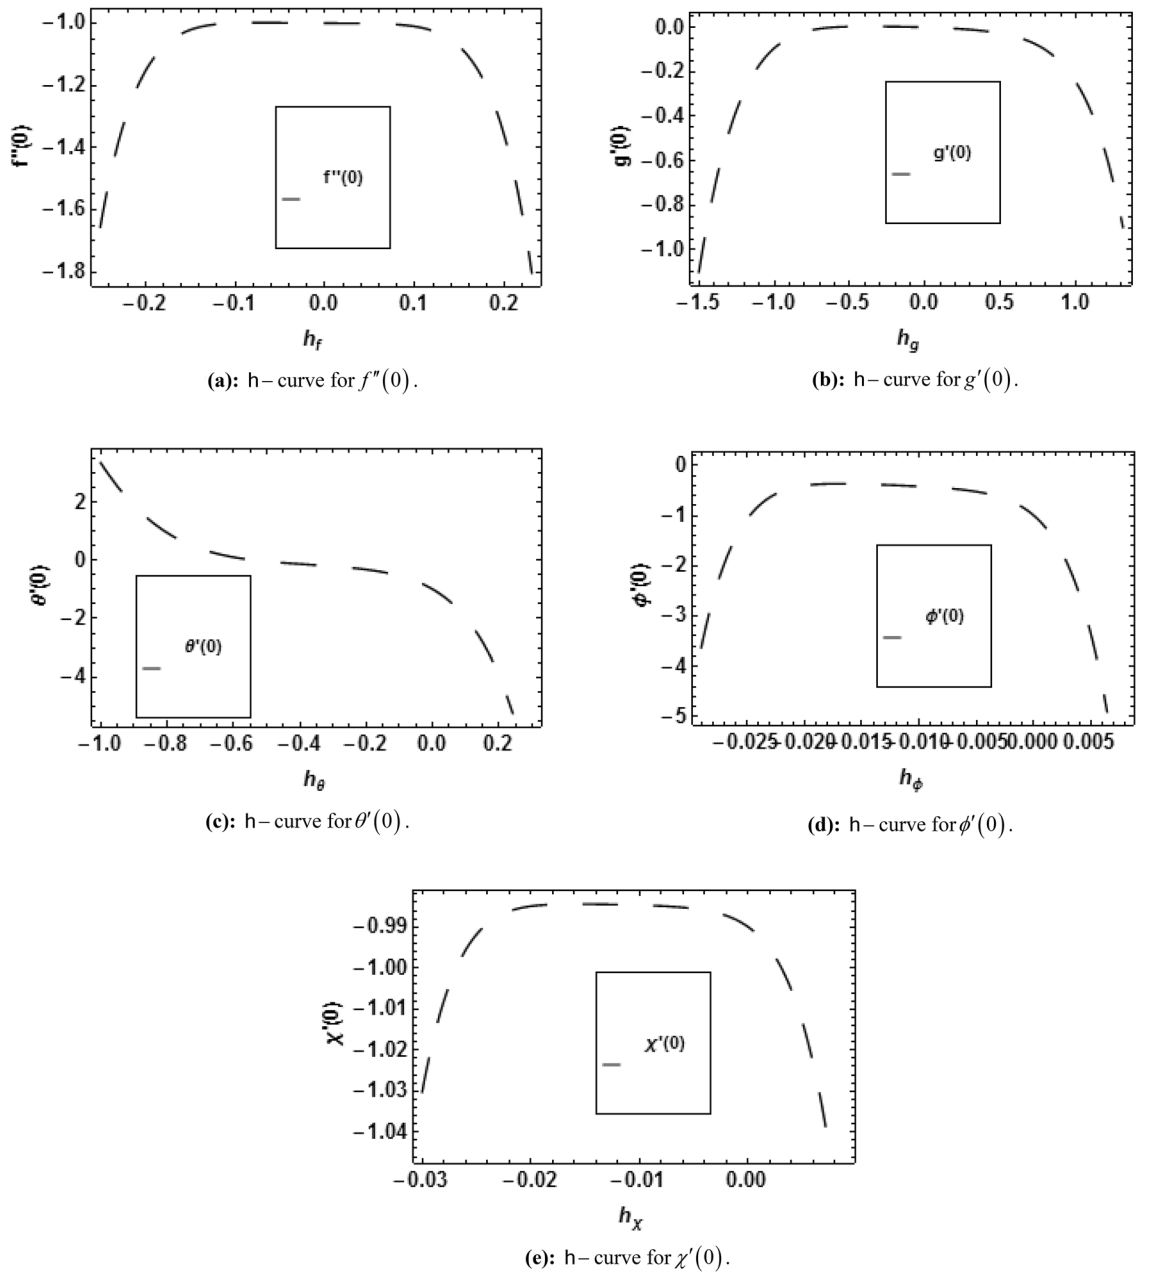 f''(0)
−1.0
−1.2
−1.4
−1.6
−1.8
f''(0)
−0.2 −0.1 0.0 0.1 0.2
h_f
(a): h– curve for f″(0).
g'(0)
0.0
−0.2
−0.4
−0.6
−0.8
−1.0
g'(0)
−1.5 −1.0 −0.5 0.0 0.5 1.0
h_g
(b): h– curve for g′(0).
θ'(0)
2
0
−2
−4
θ'(0)
−1.0 −0.8 −0.6 −0.4 −0.2 0.0 0.2
h_θ
(c): h– curve for θ′(0).
ϕ'(0)
0
−1
−2
−3
−4
−5
ϕ'(0)
−0.025 −0.020 −0.015 −0.010 −0.005 0.000 0.005
h_ϕ
(d): h– curve for ϕ′(0).
χ'(0)
−0.99
−1.00
−1.01
−1.02
−1.03
−1.04
χ'(0)
−0.03 −0.02 −0.01 0.00
h_χ
(e): h– curve for χ′(0).